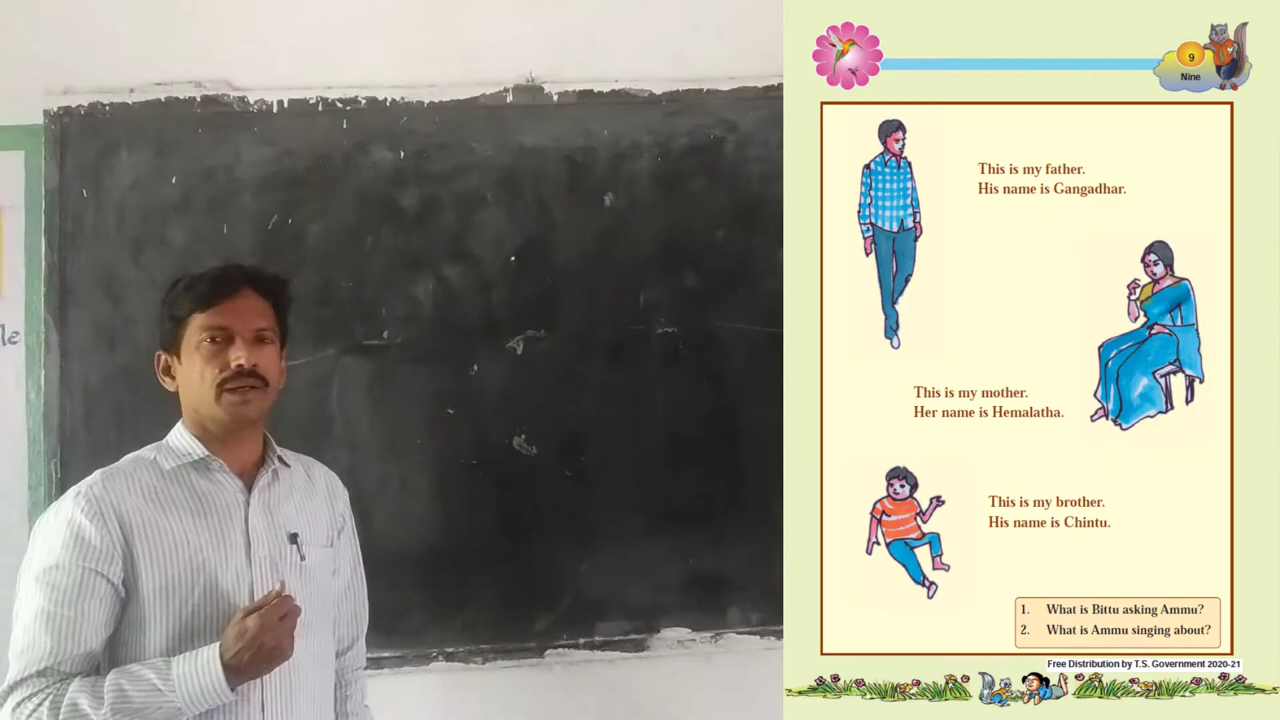 le
9
Nine
This is my father.
His name is Gangadhar.
This is my mother.
Her name is Hemalatha.
This is my brother.
His name is Chintu.
1. What is Bittu asking Ammu?
2. What is Ammu singing about?
Free Distribution by T.S. Government 2020-21